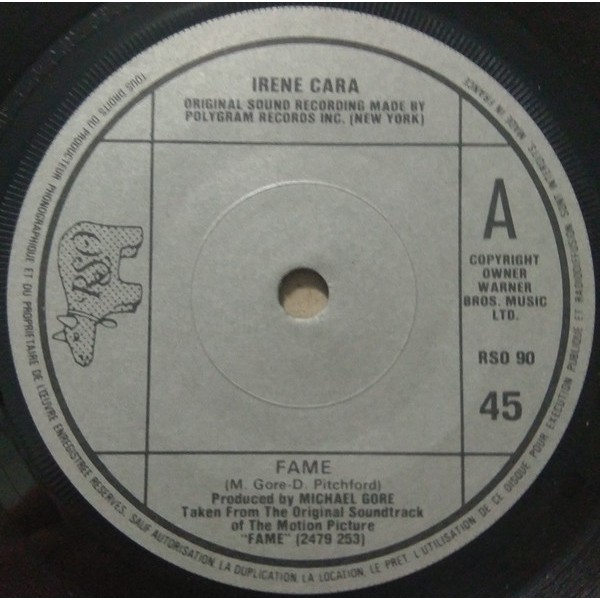 IRENE CARA
ORIGINAL SOUND RECORDING MADE BY
POLYGRAM RECORDS INC. (NEW YORK)
RSO
A
COPYRIGHT
OWNER
WARNER
BROS. MUSIC
LTD.
RSO 90
45
FAME
(M. Gore-D. Pitchford)
Produced by MICHAEL GORE
Taken From The Original Soundtrack
of The Motion Picture
"FAME" (2479 253)
TOUS DROITS DU PRODUCTEUR PHONOGRAPHIQUE ET DU PROPRIETAIRE DE L'ŒUVRE ENREGISTREE RESERVES. SAUF AUTORISATION, LA DUPLICATION, LA LOCATION, LE PRET, L'UTILISATION DE CE DISQUE POUR EXECUTION PUBLIQUE ET RADIODIFFUSION SONT INTERDITS. MADE IN FRANCE